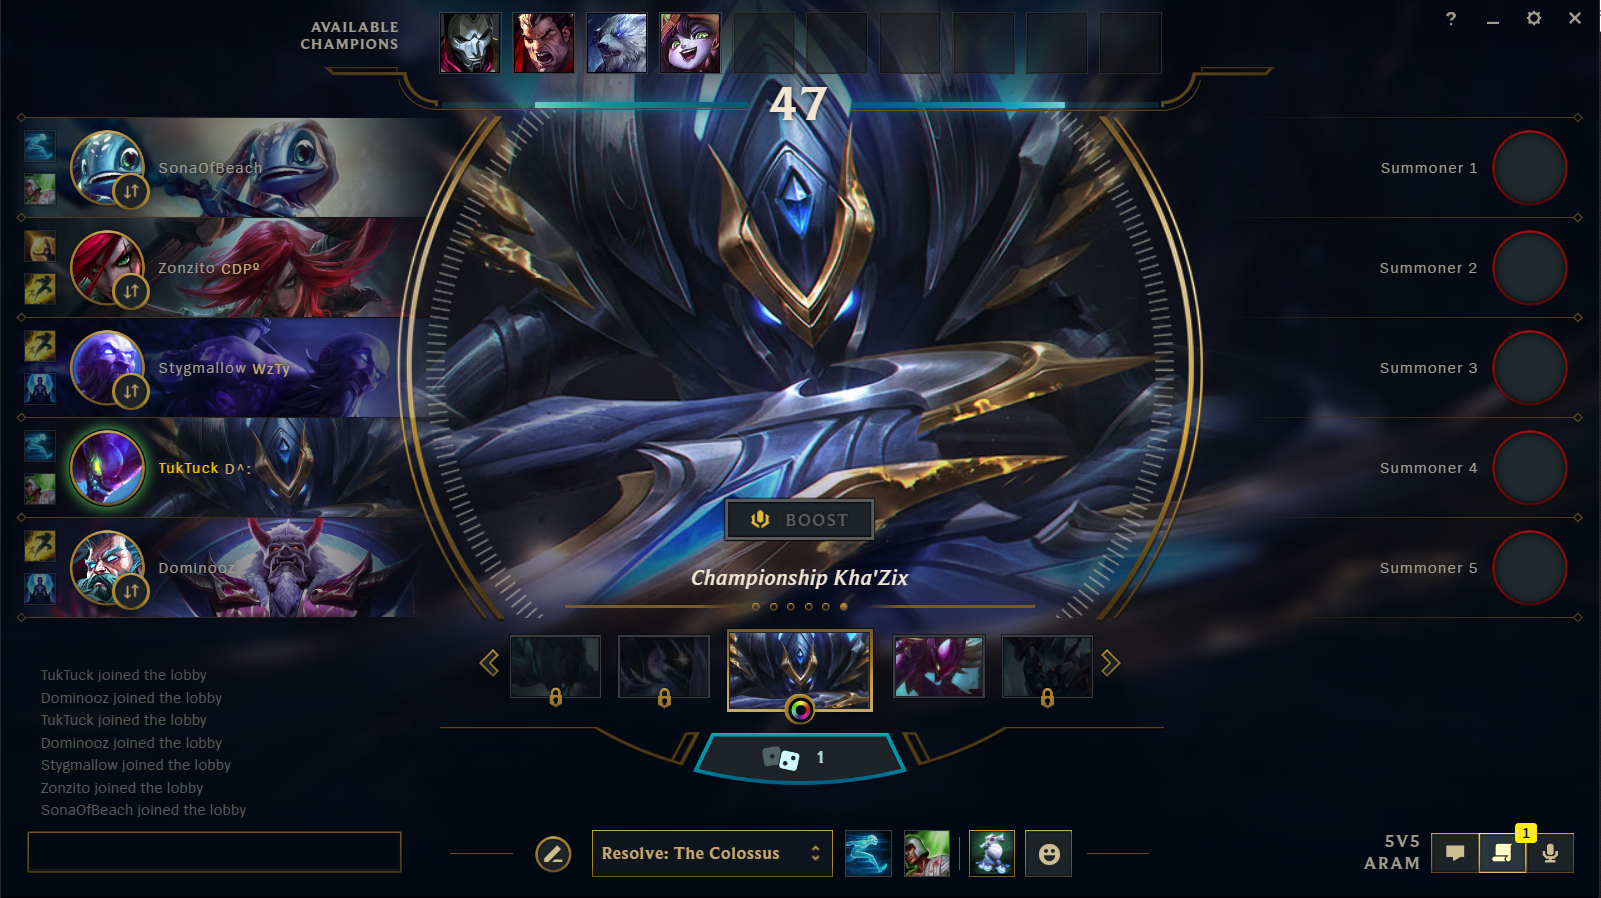 AVAILABLE
CHAMPIONS
?
47
SonaOfBeach
Zonzito CDPº
Stygmallow WzTy
TukTuck D^:
Dominooz
Summoner 1
Summoner 2
Summoner 3
Summoner 4
Summoner 5
BOOST
Championship Kha'Zix
1
TukTuck joined the lobby
Dominooz joined the lobby
TukTuck joined the lobby
Dominooz joined the lobby
Stygmallow joined the lobby
Zonzito joined the lobby
SonaOfBeach joined the lobby
Resolve: The Colossus
5V5
ARAM
1